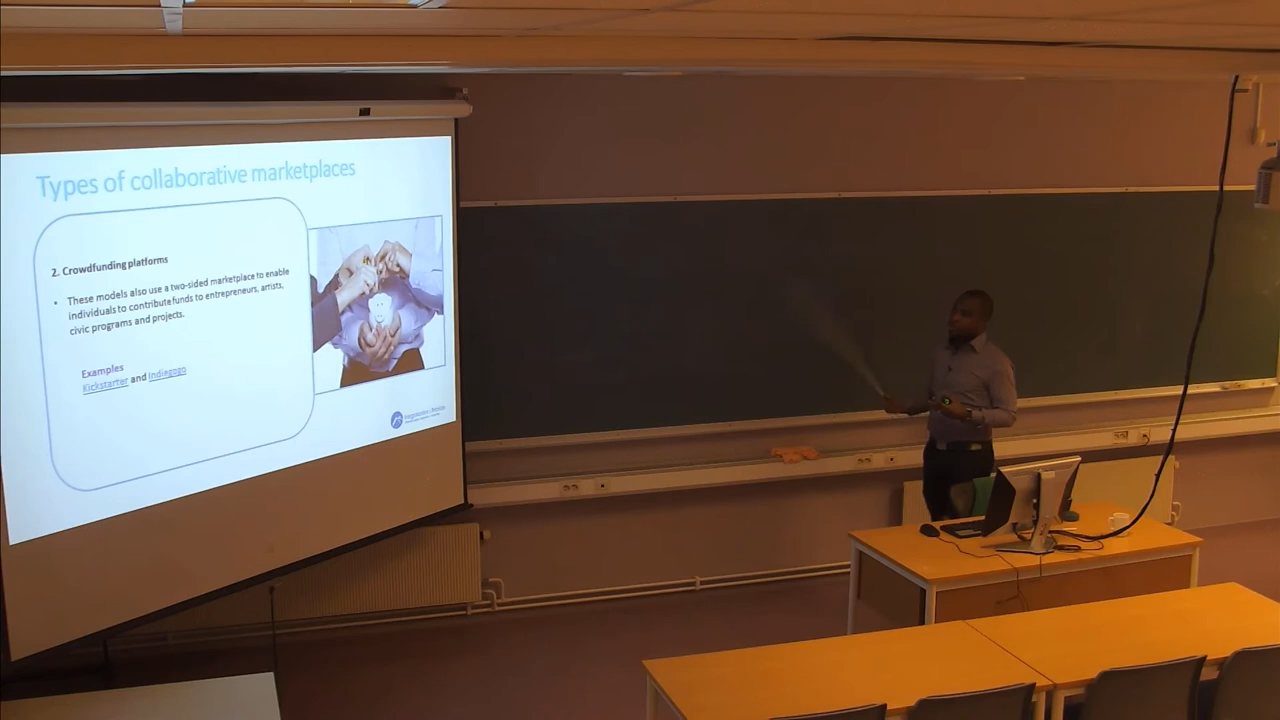 Types of collaborative marketplaces
2. Crowdfunding platforms
• These models also use a two-sided marketplace to enable
individuals to contribute funds to entrepreneurs, artists,
civic programs and projects.
Examples
Kickstarter and Indiegogo